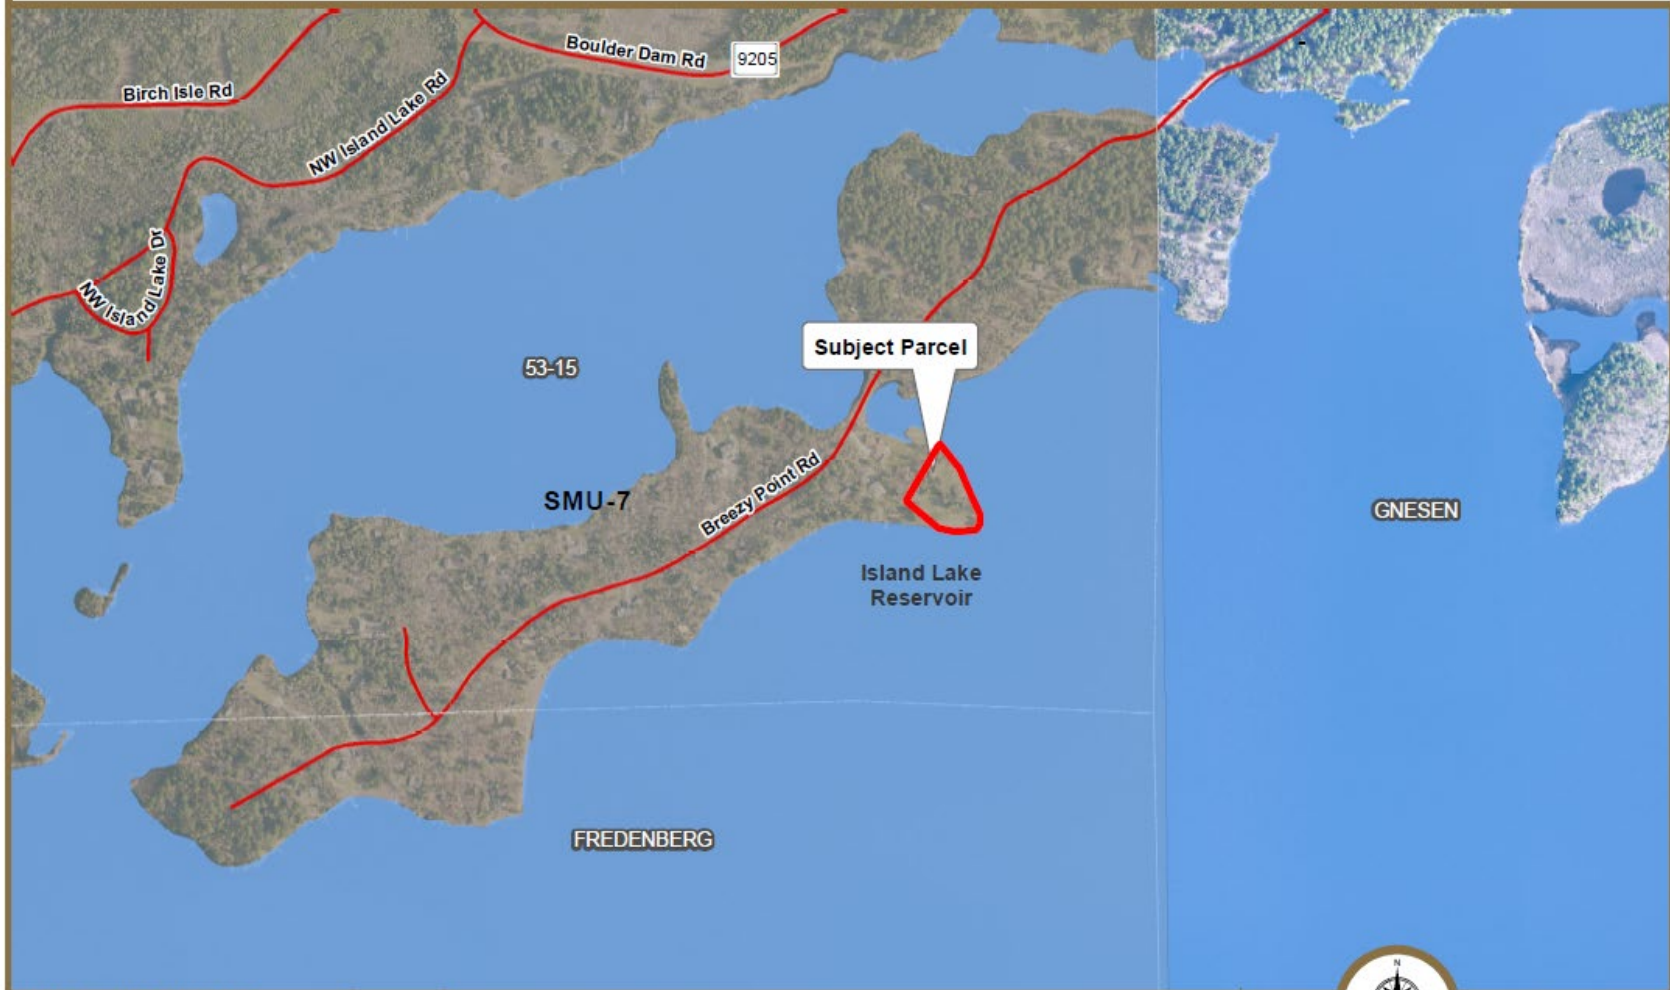 Boulder Dam Rd
9205
Birch Isle Rd
NW Island Lake Rd
NW Island Lake Dr
Subject Parcel
53-15
Breezy Point Rd
SMU-7
GNESEN
Island Lake
Reservoir
FREDENBERG
N